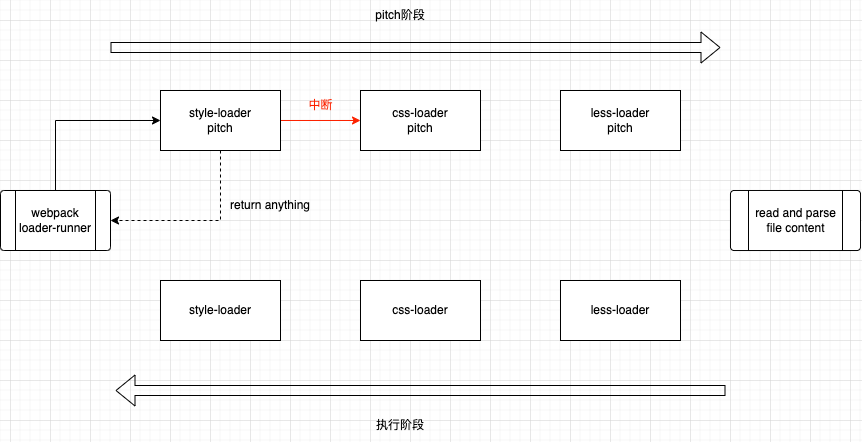 pitch阶段
style-loader
pitch
中断
css-loader
pitch
less-loader
pitch
return anything
webpack
loader-runner
read and parse
file content
style-loader
css-loader
less-loader
执行阶段